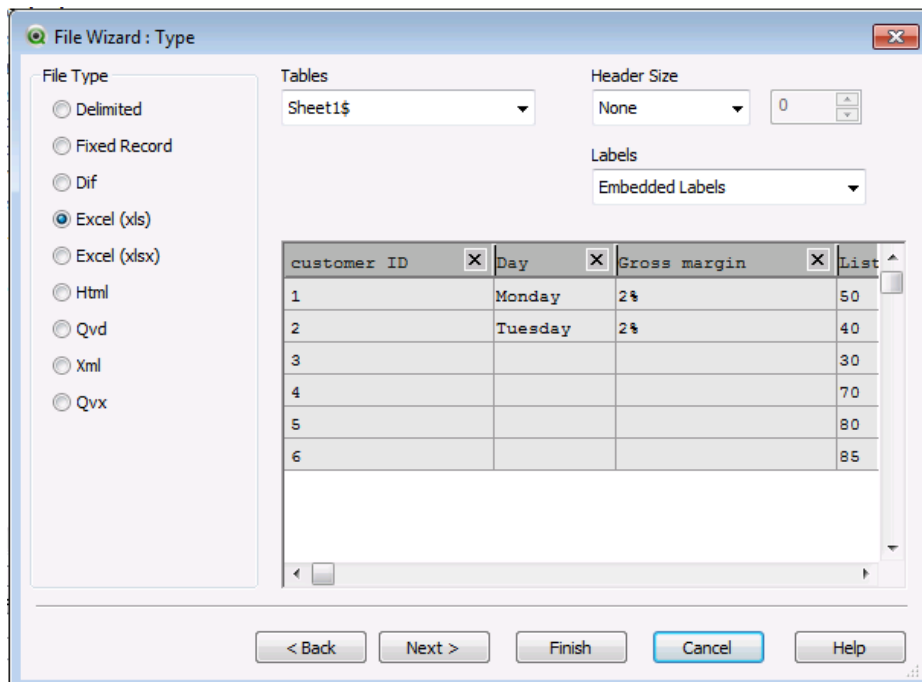 File Wizard : Type
File Type
Delimited
Fixed Record
Dif
Excel (xls)
Excel (xlsx)
Html
Qvd
Xml
Qvx
Tables
Sheet1$
Header Size
None
0
Labels
Embedded Labels
customer ID Day Gross margin List
1 Monday 2% 50
2 Tuesday 2% 40
3 30
4 70
5 80
6 85
< Back Next > Finish Cancel Help